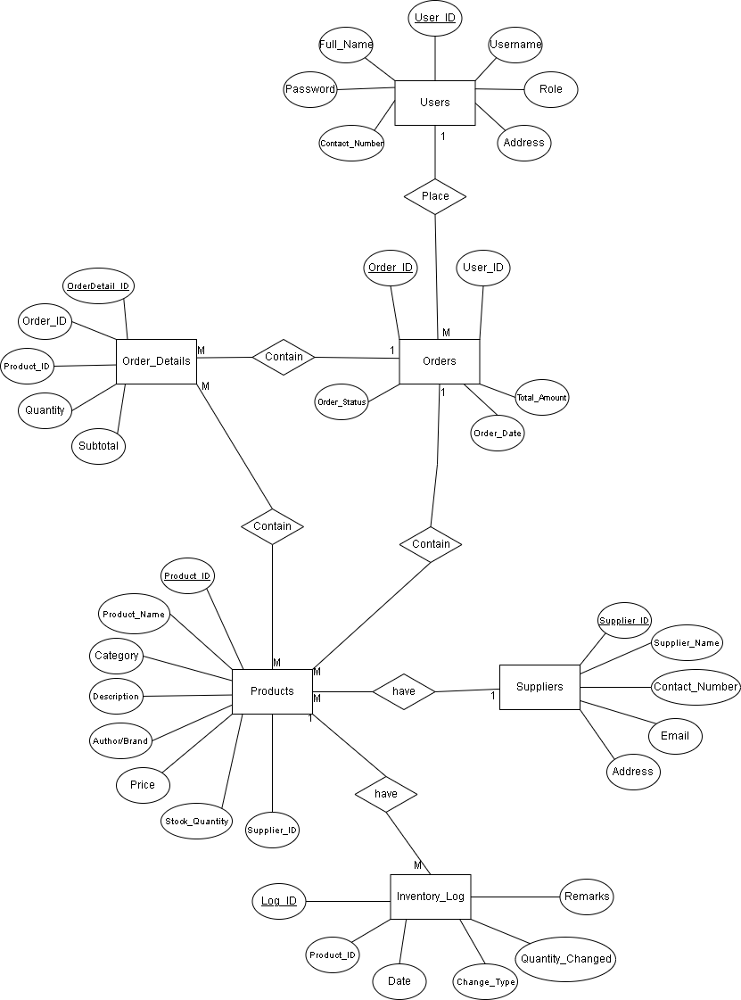 User_ID
Full_Name
Username
Password
Users
Role
Contact_Number
1
Address
Place
Order_ID
User_ID
OrderDetail_ID
Order_ID
M
Order_Details
M
Contain
1
Orders
Product_ID
M
1
Order_Status
Total_Amount
Quantity
Order_Date
Subtotal
Contain
Contain
Product_ID
Product_Name
Supplier_ID
Supplier_Name
Category
M
M
Contact_Number
Suppliers
Products
have
1
Description
M
1
Author/Brand
Email
Price
Address
have
Stock_Quantity
Supplier_ID
M
Log_ID
Inventory_Log
Remarks
Product_ID
Quantity_Changed
Date
Change_Type